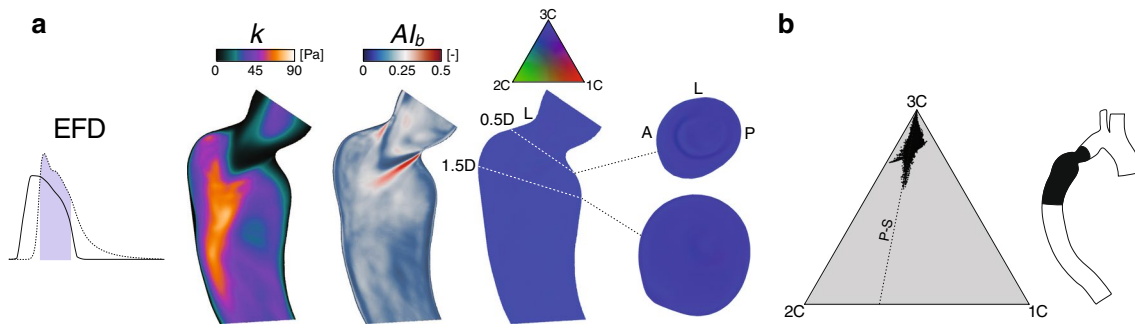 a
k
[Pa]
0 45 90
AI_b
[-]
0 0.25 0.5
3C
2C 1C
EFD
0.5D
L
1.5D
L
A P
b
3C
P-S
2C 1C